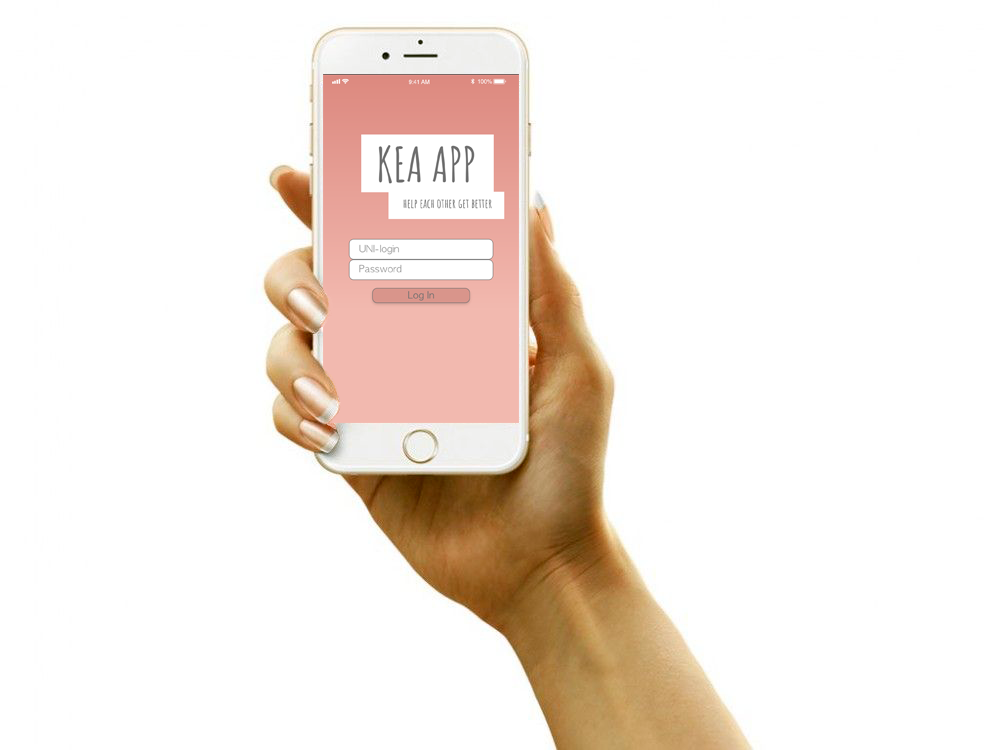 9:41 AM
100%
KEA APP
HELP EACH OTHER GET BETTER
UNI-login
Password
Log In